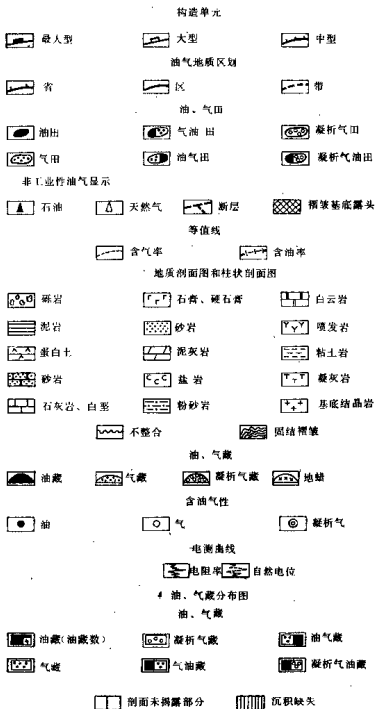 构造单元
最大型 大型 中型
油气地质区划
省 区 带
油、气田
油田 气油田 凝析气田
气田 油气田 凝析气油田
非工业性油气显示
石油 天然气 断层 褶皱基底露头
等值线
含气率 含油率
地质剖面图和柱状剖面图
砾岩 石膏、硬石膏 白云岩
泥岩 砂岩 喷发岩
蛋白土 泥灰岩 粘土岩
砂岩 盐岩 凝灰岩
石灰岩、白垩 粉砂岩 基底结晶岩
不整合 固结褶皱
油、气藏
油藏 气藏 凝析气藏 地蜡
含油气性
油 气 凝析气
电测曲线
电阻率 自然电位
油、气藏分布图
油、气藏
油藏(油藏数) 凝析气藏 油气藏
气藏 气油藏 凝析气油藏
剖面未揭露部分 沉积缺失